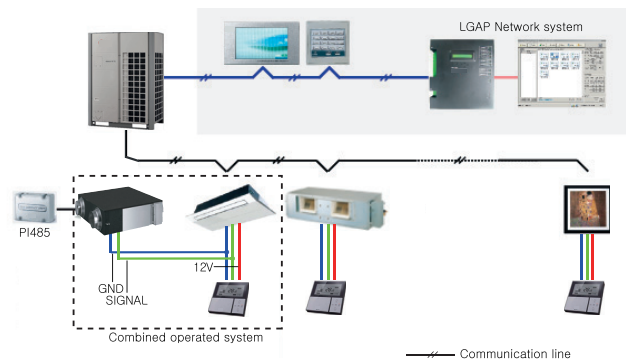 LGAP Network system
PI485
12V
GND
SIGNAL
Combined operated system
Communication line